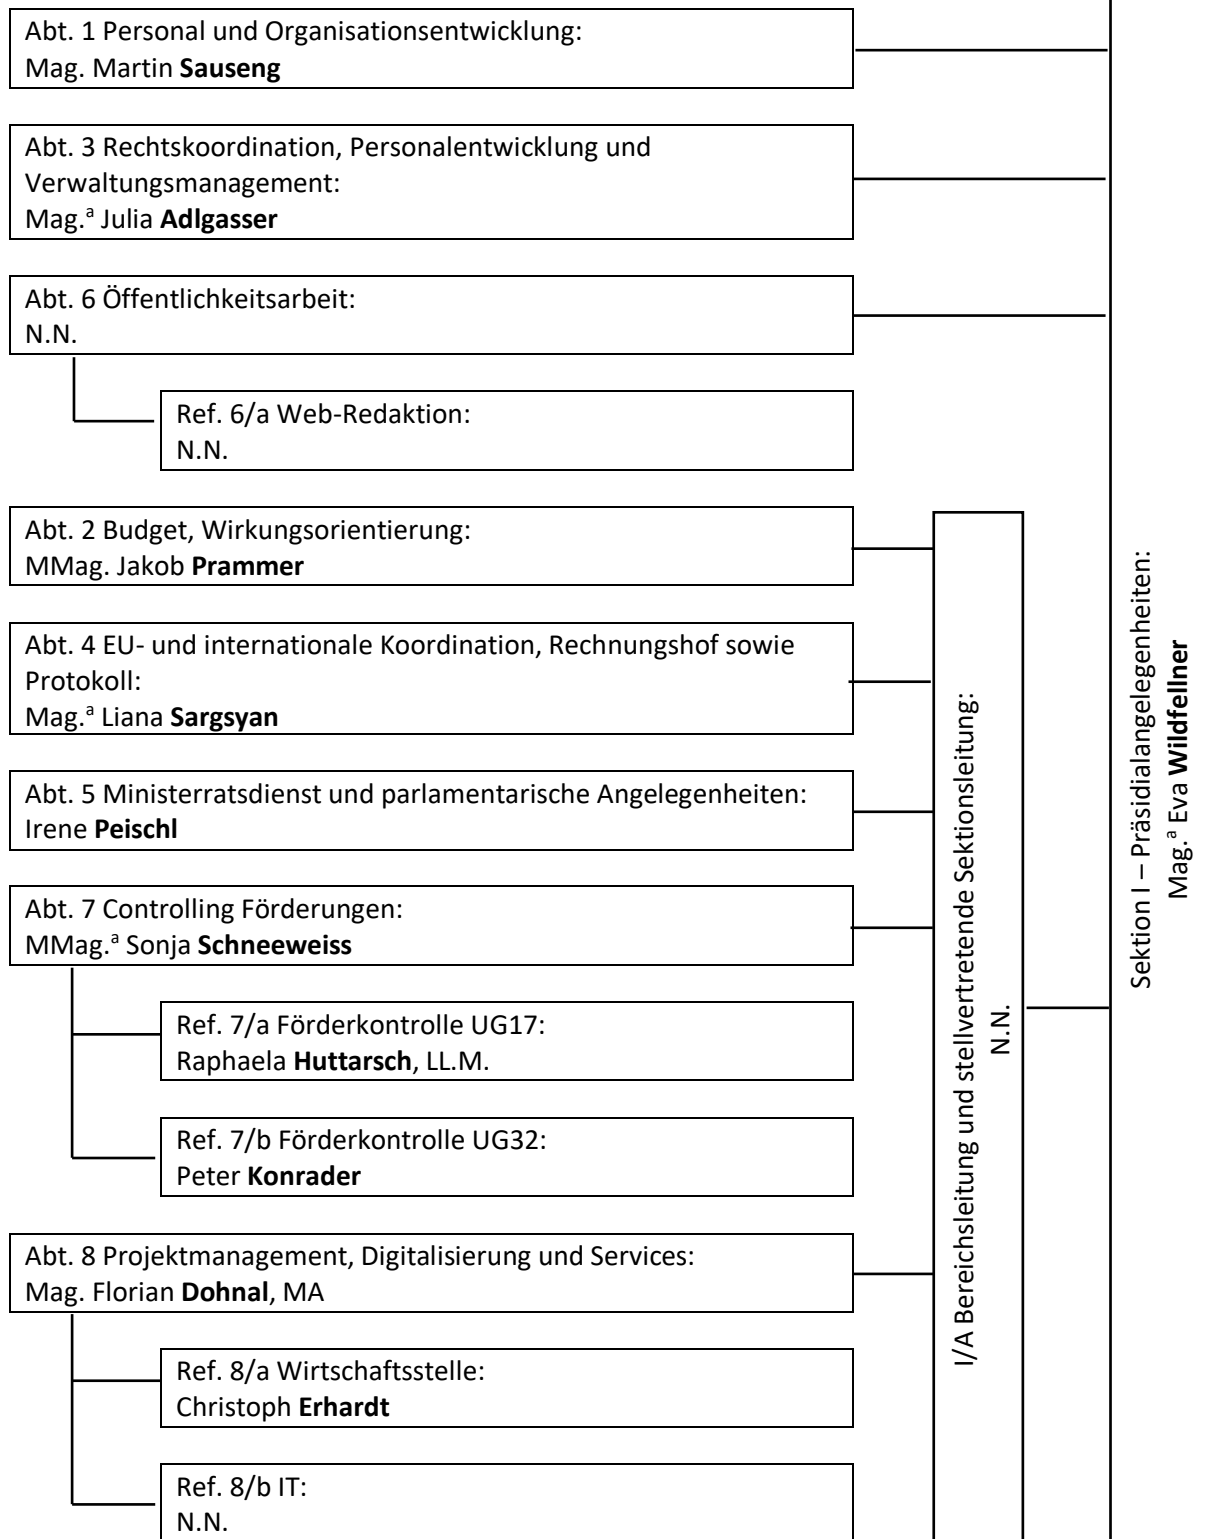 Abt. 1 Personal und Organisationsentwicklung:
Mag. Martin Sauseng
Abt. 3 Rechtskoordination, Personalentwicklung und
Verwaltungsmanagement:
Mag.ª Julia Adlgasser
Abt. 6 Öffentlichkeitsarbeit:
N.N.
Ref. 6/a Web-Redaktion:
N.N.
Abt. 2 Budget, Wirkungsorientierung:
MMag. Jakob Prammer
Abt. 4 EU- und internationale Koordination, Rechnungshof sowie
Protokoll:
Mag.ª Liana Sargsyan
Abt. 5 Ministerratsdienst und parlamentarische Angelegenheiten:
Irene Peischl
Abt. 7 Controlling Förderungen:
MMag.ª Sonja Schneeweiss
Ref. 7/a Förderkontrolle UG17:
Raphaela Huttarsch, LL.M.
Ref. 7/b Förderkontrolle UG32:
Peter Konrader
Abt. 8 Projektmanagement, Digitalisierung und Services:
Mag. Florian Dohnal, MA
Ref. 8/a Wirtschaftsstelle:
Christoph Erhardt
Ref. 8/b IT:
N.N.
I/A Bereichsleitung und stellvertretende Sektionsleitung:
N.N.
Sektion I – Präsidialangelegenheiten:
Mag.ª Eva Wildfellner